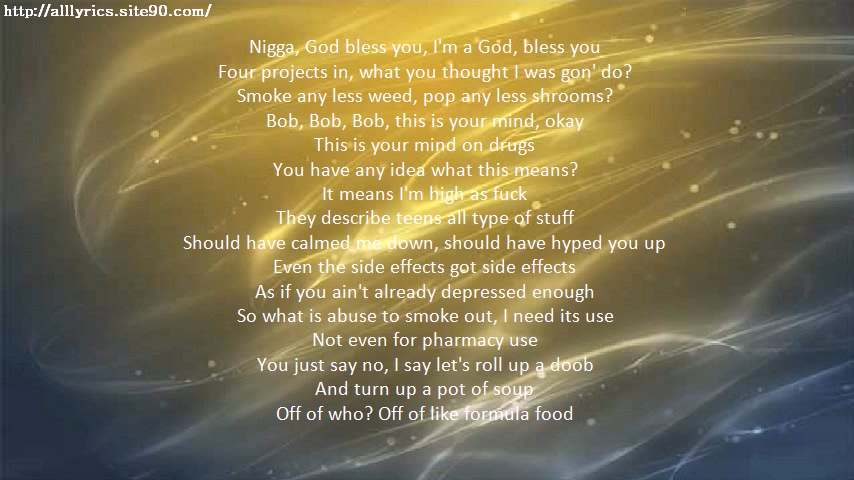 http://alllyrics.site90.com/
Nigga, God bless you, I'm a God, bless you
Four projects in, what you thought I was gon' do?
Smoke any less weed, pop any less shrooms?
Bob, Bob, Bob, this is your mind, okay
This is your mind on drugs
You have any idea what this means?
It means I'm high as fuck
They describe teens all type of stuff
Should have calmed me down, should have hyped you up
Even the side effects got side effects
As if you ain't already depressed enough
So what is abuse to smoke out, I need its use
Not even for pharmacy use
You just say no, I say let's roll up a doob
And turn up a pot of soup
Off of who? Off of like formula food